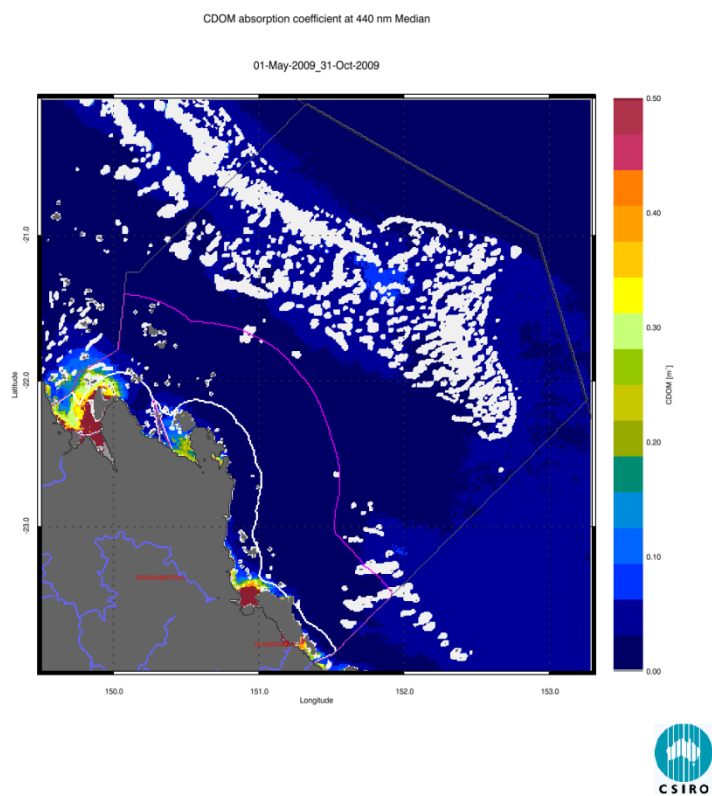 CDOM absorption coefficient at 440 nm Median
01-May-2009_31-Oct-2009
0.50
0.40
0.30
0.20
0.10
0.00
CDOM [m⁻]
-21.0
-22.0
-23.0
Latitude
150.0
151.0
152.0
153.0
Longitude
CSIRO